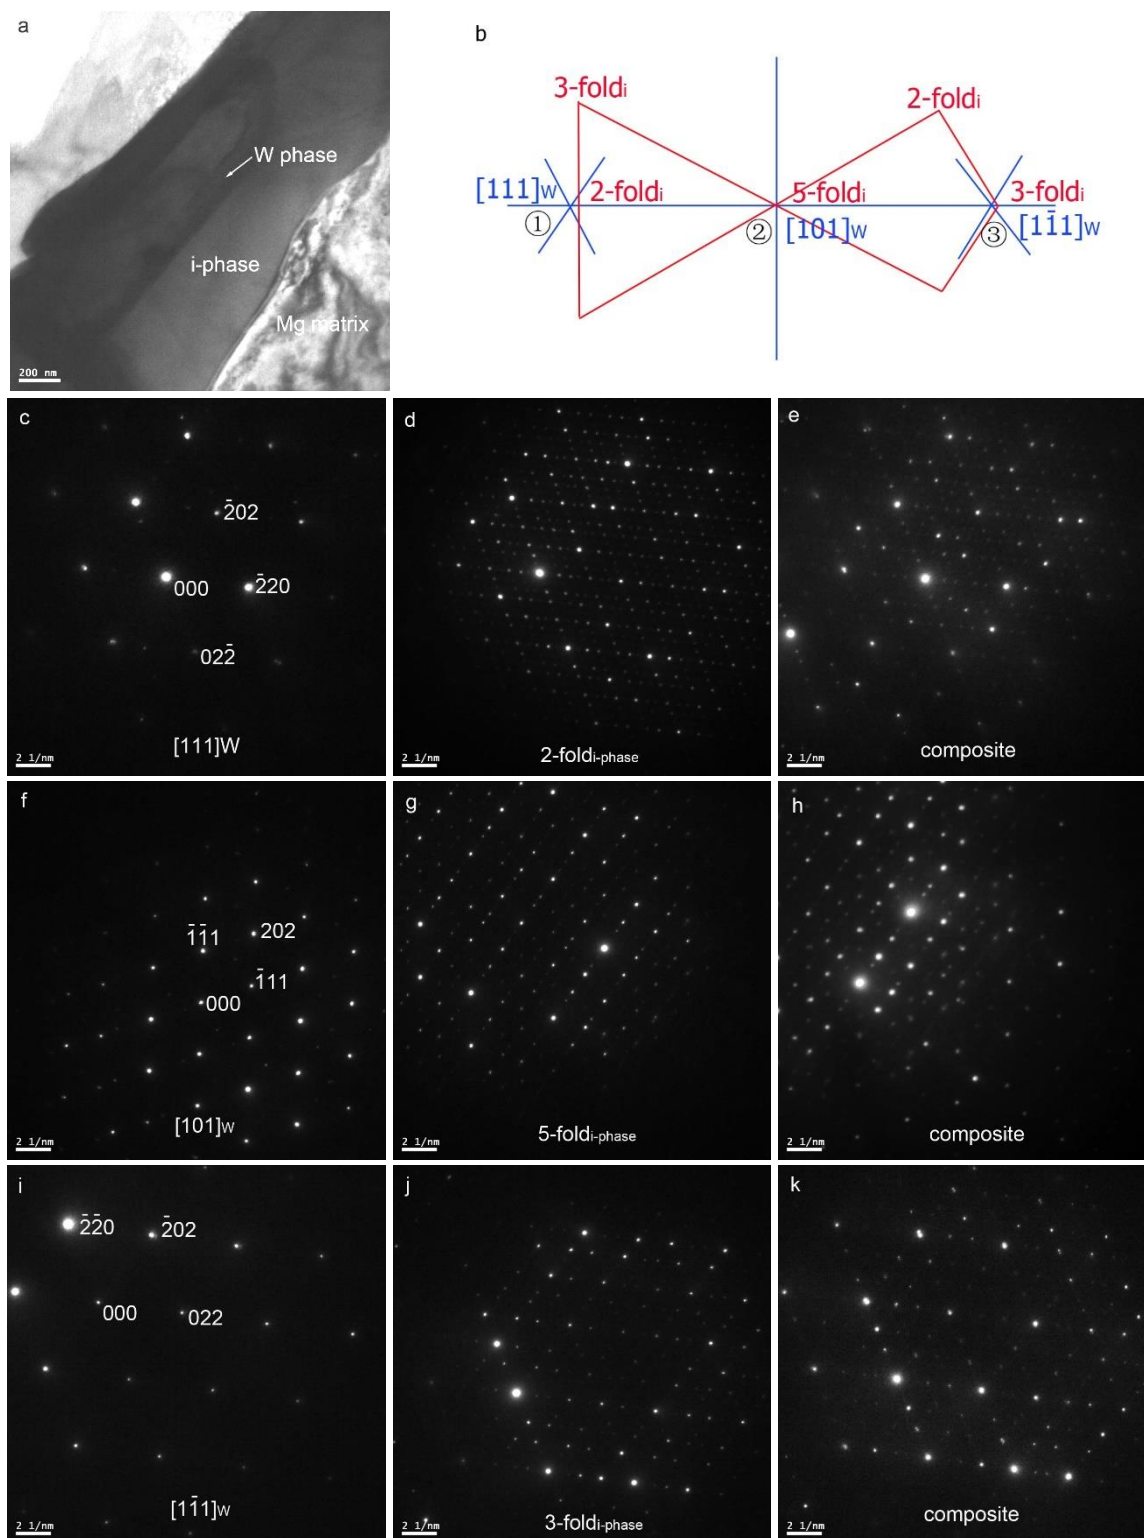 a
W phase
i-phase
Mg matrix
200 nm
b
3-foldi
2-foldi
[111]W
2-foldi
5-foldi
3-foldi
①
②
[101]W
③
[11̄1]W
c
2̄02
000
2̄20
022̄
[111]W
2 1/nm
d
2-foldi-phase
2 1/nm
e
composite
2 1/nm
f
1̄1̄1
202
1̄11
000
[101]W
2 1/nm
g
5-foldi-phase
2 1/nm
h
composite
2 1/nm
i
2̄2̄0
2̄02
000
022
[11̄1]W
2 1/nm
j
3-foldi-phase
2 1/nm
k
composite
2 1/nm